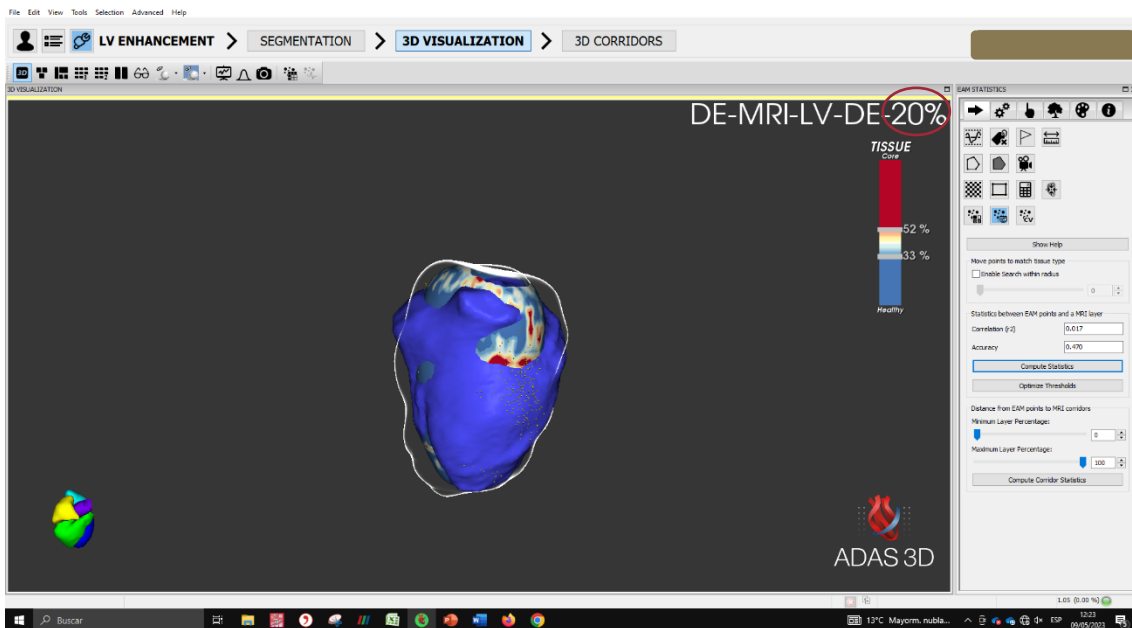 File Edit View Tools Selection Advanced Help
LV ENHANCEMENT > SEGMENTATION > 3D VISUALIZATION > 3D CORRIDORS
3D
3D VISUALIZATION
EAM STATISTICS
DE-MRI-LV-DE-20%
TISSUE
Core
52 %
33 %
Healthy
Show Help
Move points to match tissue type
Enable Search within radius
0
Statistics between EAM points and a MRI layer
Correlation (r2) 0.017
Accuracy 0.470
Compute Statistics
Optimize Thresholds
Distance from EAM points to MRI corridors
Minimum Layer Percentage:
0
Maximum Layer Percentage:
100
Compute Corridor Statistics
ADAS 3D
1.05 (0.00 %)
Buscar
13°C Mayorm. nubla...
ESP
12:23
09/05/2023